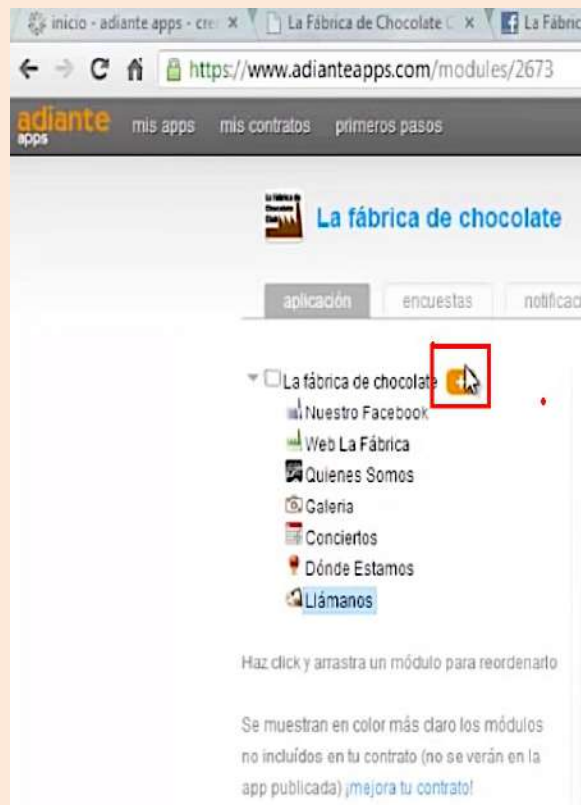 inicio - adiante apps - cre
La Fábrica de Chocolate C
La Fábric
https://www.adianteapps.com/modules/2673
adiante apps
mis apps
mis contratos
primeros pasos
La fábrica de chocolate
aplicación
encuestas
notificac
La fábrica de chocolate
Nuestro Facebook
Web La Fábrica
Quienes Somos
Galeria
Conciertos
Dónde Estamos
Llámanos
Haz click y arrastra un módulo para reordenarlo
Se muestran en color más claro los módulos
no incluídos en tu contrato (no se verán en la
app publicada) ¡mejora tu contrato!